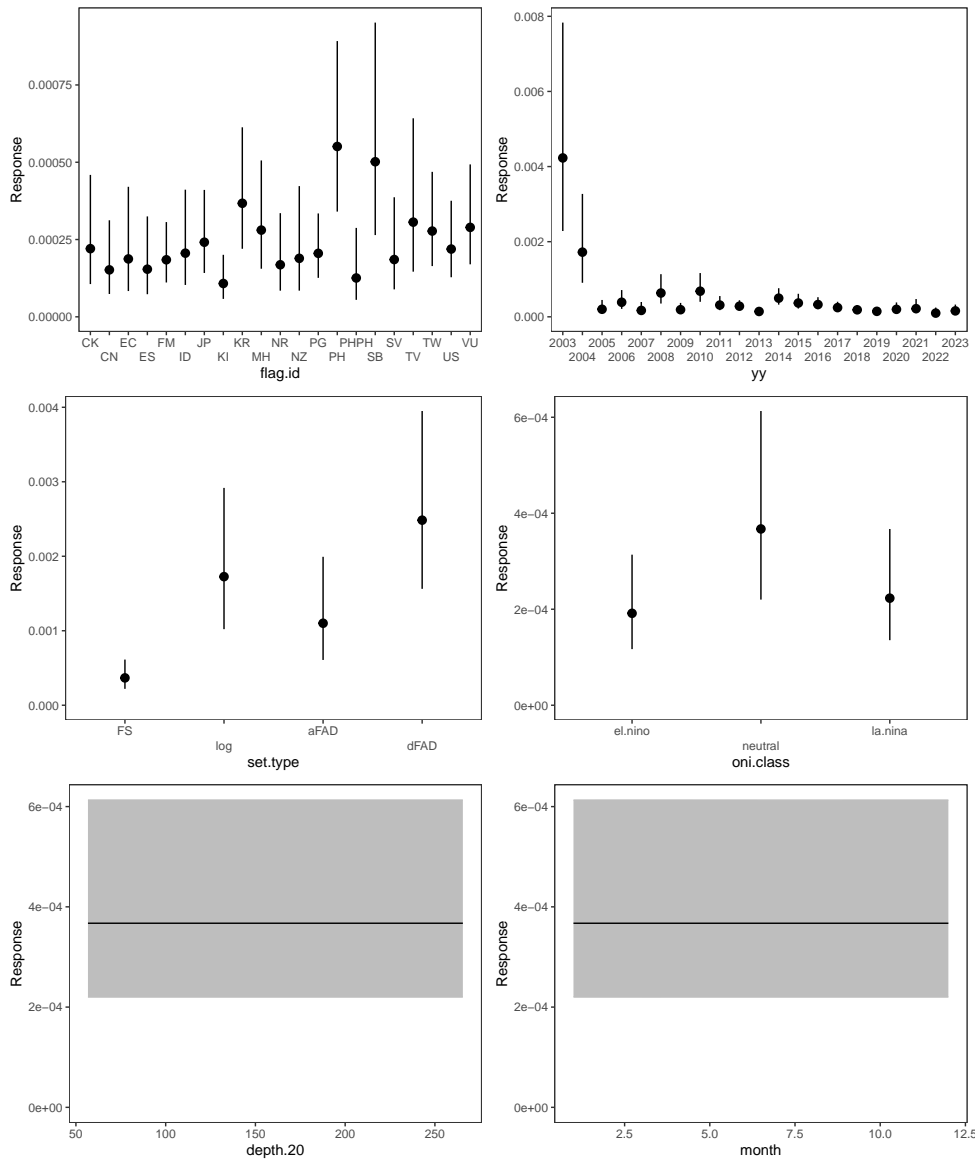 0.00075
0.00050
0.00025
0.00000
Response
CK EC FM JP KR NR PG PHPH SV TW VU
CN ES ID KI MH NZ PH SB TV US
flag.id
0.008
0.006
0.004
0.002
0.000
Response
2003 2005 2007 2009 2011 2013 2015 2017 2019 2021 2023
2004 2006 2008 2010 2012 2014 2016 2018 2020 2022
yy
0.004
0.003
0.002
0.001
0.000
Response
FS aFAD
log dFAD
set.type
6e−04
4e−04
2e−04
0e+00
Response
el.nino la.nina
neutral
oni.class
6e−04
4e−04
2e−04
0e+00
Response
50 100 150 200 250
depth.20
6e−04
4e−04
2e−04
0e+00
Response
2.5 5.0 7.5 10.0 12.5
month